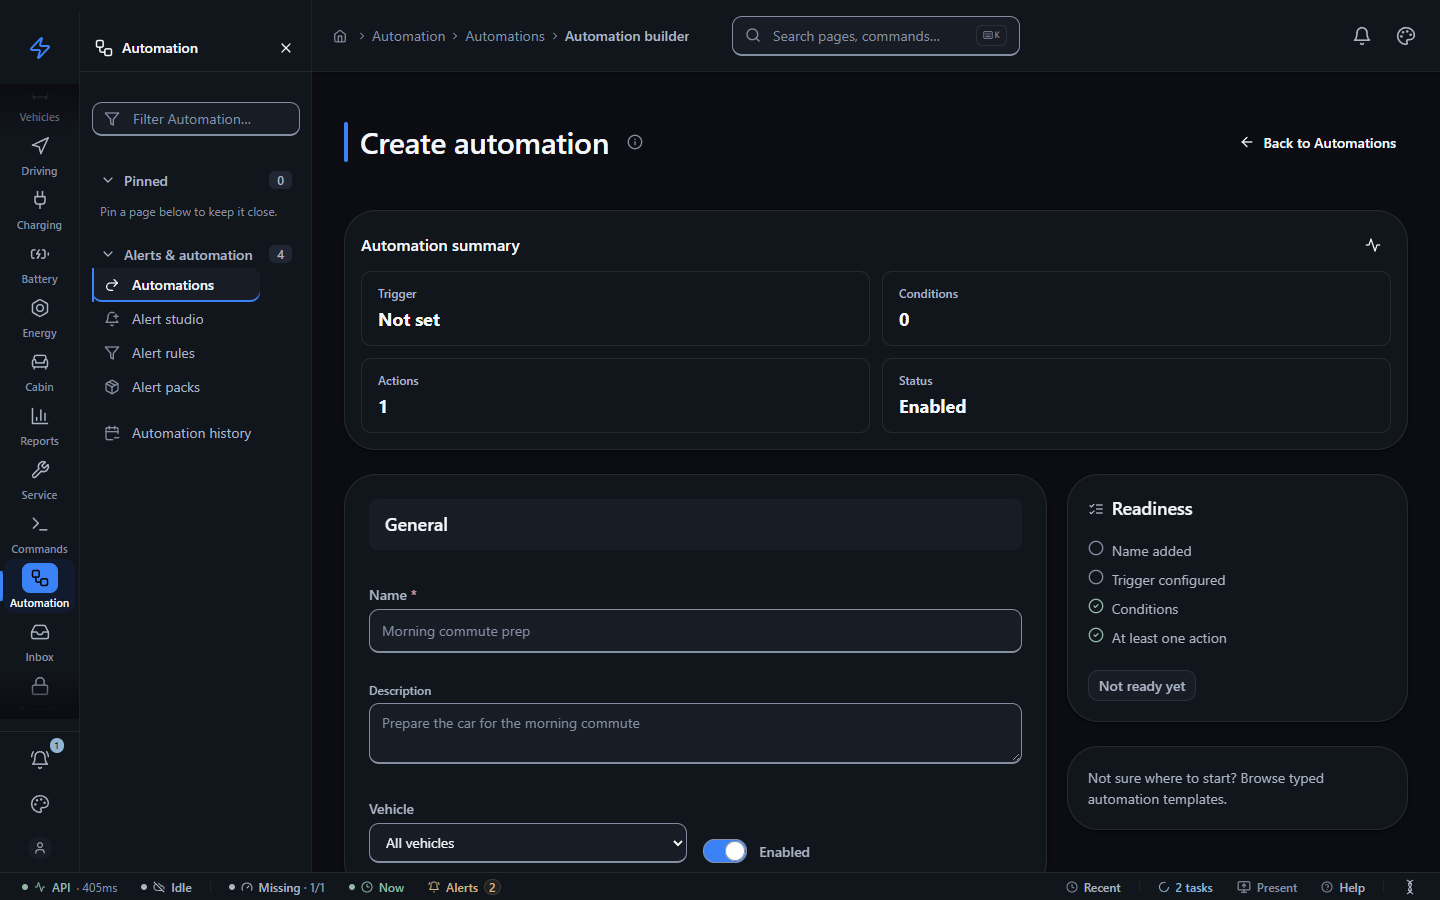 Automation
Automation
Automations
Automation builder
Search pages, commands...
K
Vehicles
Driving
Charging
Battery
Energy
Cabin
Reports
Service
Commands
Automation
Inbox
1
Filter Automation...
Pinned
0
Pin a page below to keep it close.
Alerts & automation
4
Automations
Alert studio
Alert rules
Alert packs
Automation history
Create automation
Back to Automations
Automation summary
Trigger
Not set
Conditions
0
Actions
1
Status
Enabled
General
Name *
Morning commute prep
Description
Prepare the car for the morning commute
Vehicle
All vehicles
Enabled
Readiness
Name added
Trigger configured
Conditions
At least one action
Not ready yet
Not sure where to start? Browse typed
automation templates.
API · 405ms
Idle
Missing · 1/1
Now
Alerts 2
Recent
2 tasks
Present
Help